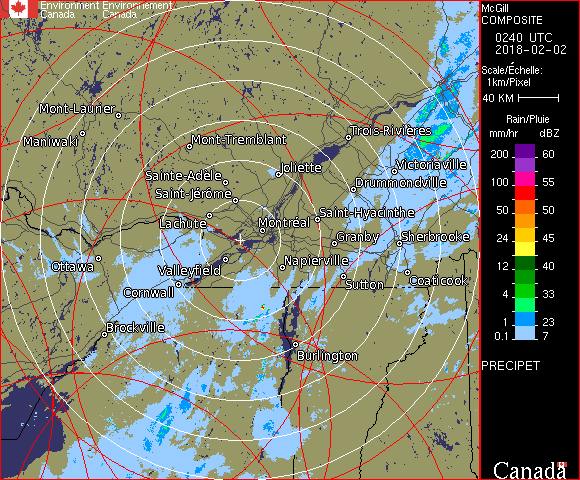 Environment Environnement
Canada Canada
McGill
COMPOSITE
0240 UTC
2018-02-02
Scale/Échelle:
1km/Pixel
40 KM
Rain/Pluie
mm/hr dBZ
200 60
100 55
100 55
50 50
24 45
12 40
4 33
1 23
0.1 7
PRECIPET
Canada
Mont-Laurier
Maniwaki
Mont-Tremblant
Trois-Rivières
Joliette
Victoriaville
Sainte-Adèle
Drummondville
Saint-Jérôme
Saint-Hyacinthe
Lachute
Montréal
Granby
Sherbrooke
Ottawa
Valleyfield
Napierville
Cornwall
Sutton
Coaticook
Brockville
Burlington